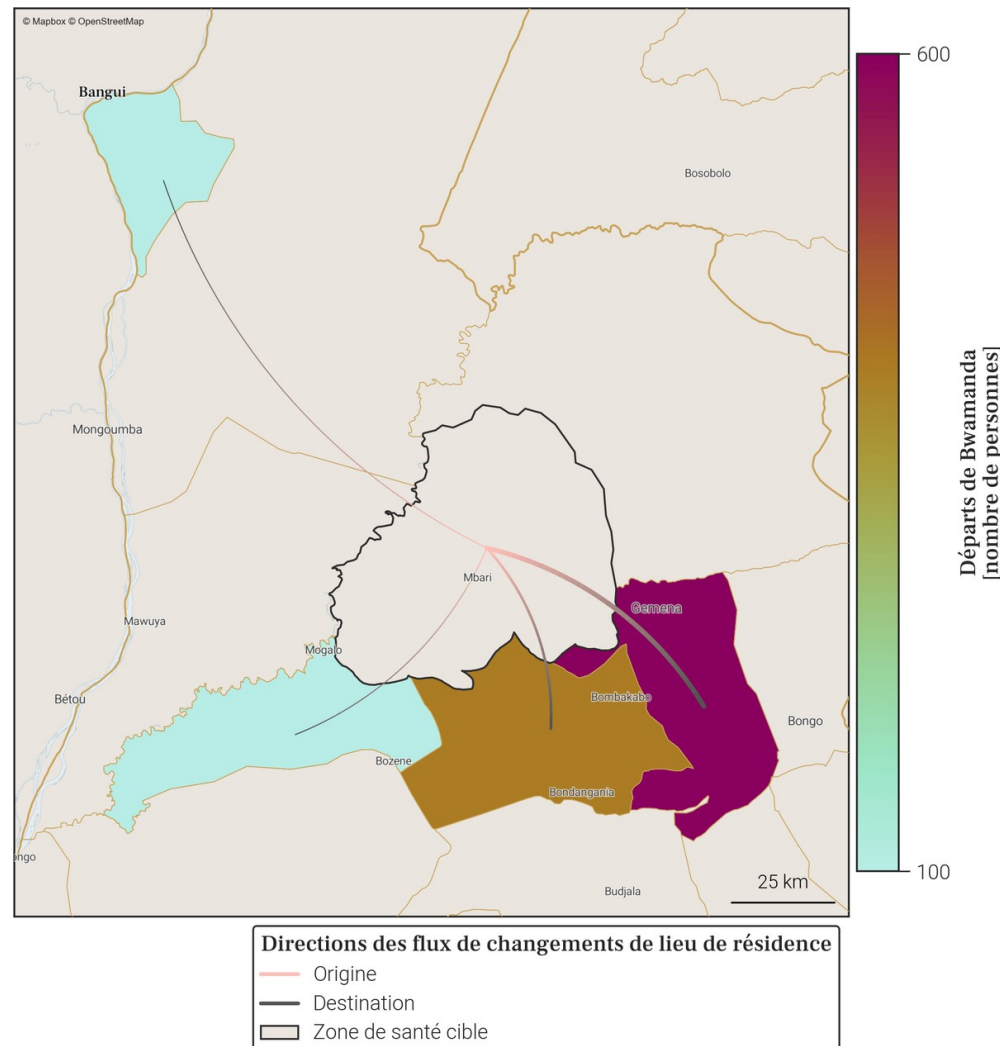 © Mapbox © OpenStreetMap
600
Bangui
Bosobolo
Mongoumba
Départs de Bwamanda
[nombre de personnes]
Mbari
Gemena
Mawuya
Mogalo
Bétou
Bombakabo
Bongo
Bozene
Bondangania
ongo
100
Budjala
25 km
Directions des flux de changements de lieu de résidence
Origine
Destination
Zone de santé cible